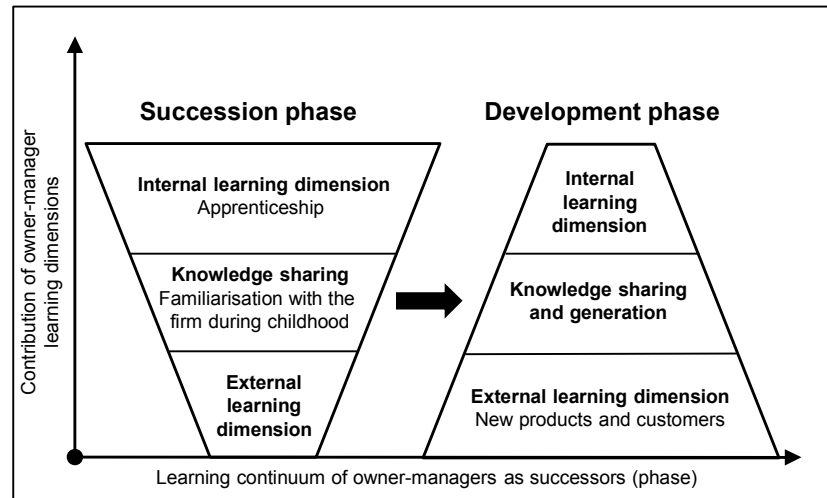 Contribution of owner-manager
learning dimensions
Succession phase
Internal learning dimension
Apprenticeship
Knowledge sharing
Familiarisation with the
firm during childhood
External
learning
dimension
Development phase
Internal
learning
dimension
Knowledge sharing
and generation
External learning dimension
New products and customers
Learning continuum of owner-managers as successors (phase)